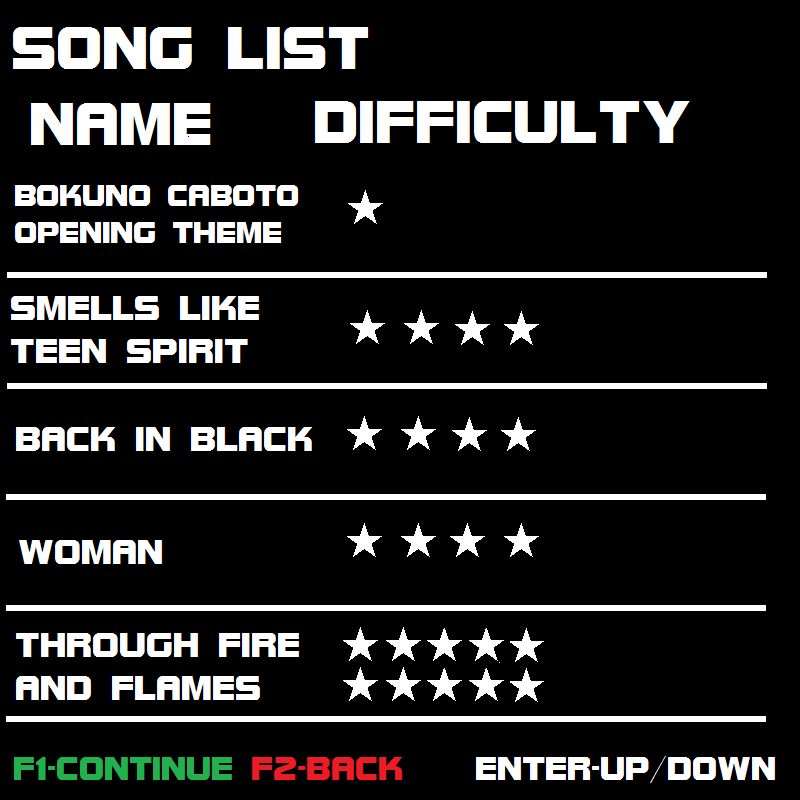 SONG LIST
NAME DIFFICULTY
BOKUNO CABOTO
OPENING THEME
SMELLS LIKE
TEEN SPIRIT
BACK IN BLACK
WOMAN
THROUGH FIRE
AND FLAMES
F1-CONTINUE F2-BACK ENTER-UP/DOWN